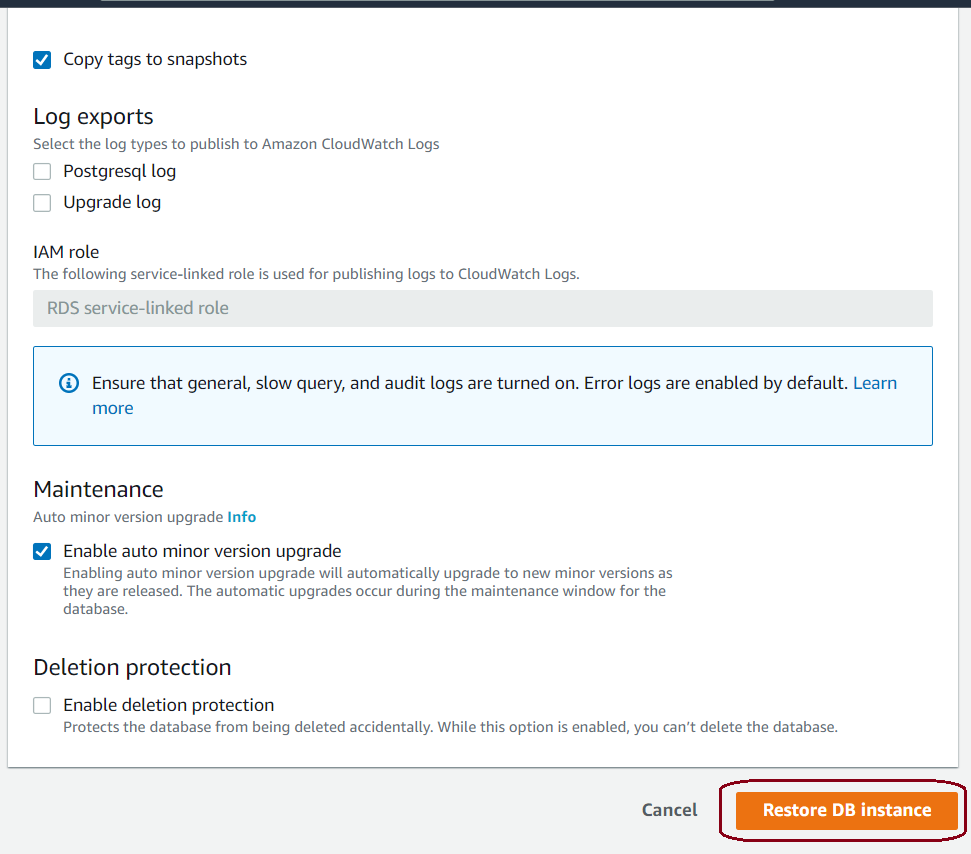 Copy tags to snapshots
Log exports
Select the log types to publish to Amazon CloudWatch Logs
Postgresql log
Upgrade log
IAM role
The following service-linked role is used for publishing logs to CloudWatch Logs.
RDS service-linked role
Ensure that general, slow query, and audit logs are turned on. Error logs are enabled by default. Learn
more
Maintenance
Auto minor version upgrade Info
Enable auto minor version upgrade
Enabling auto minor version upgrade will automatically upgrade to new minor versions as
they are released. The automatic upgrades occur during the maintenance window for the
database.
Deletion protection
Enable deletion protection
Protects the database from being deleted accidentally. While this option is enabled, you can’t delete the database.
Cancel Restore DB instance